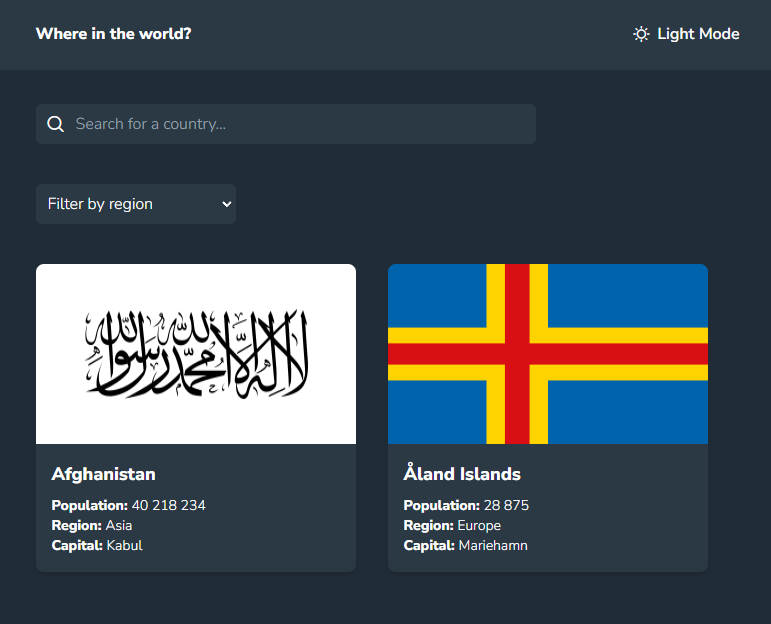 Where in the world?
Light Mode
Search for a country...
Filter by region
لا إله إلا الله محمد رسول الله
Afghanistan
Population: 40 218 234
Region: Asia
Capital: Kabul
Åland Islands
Population: 28 875
Region: Europe
Capital: Mariehamn